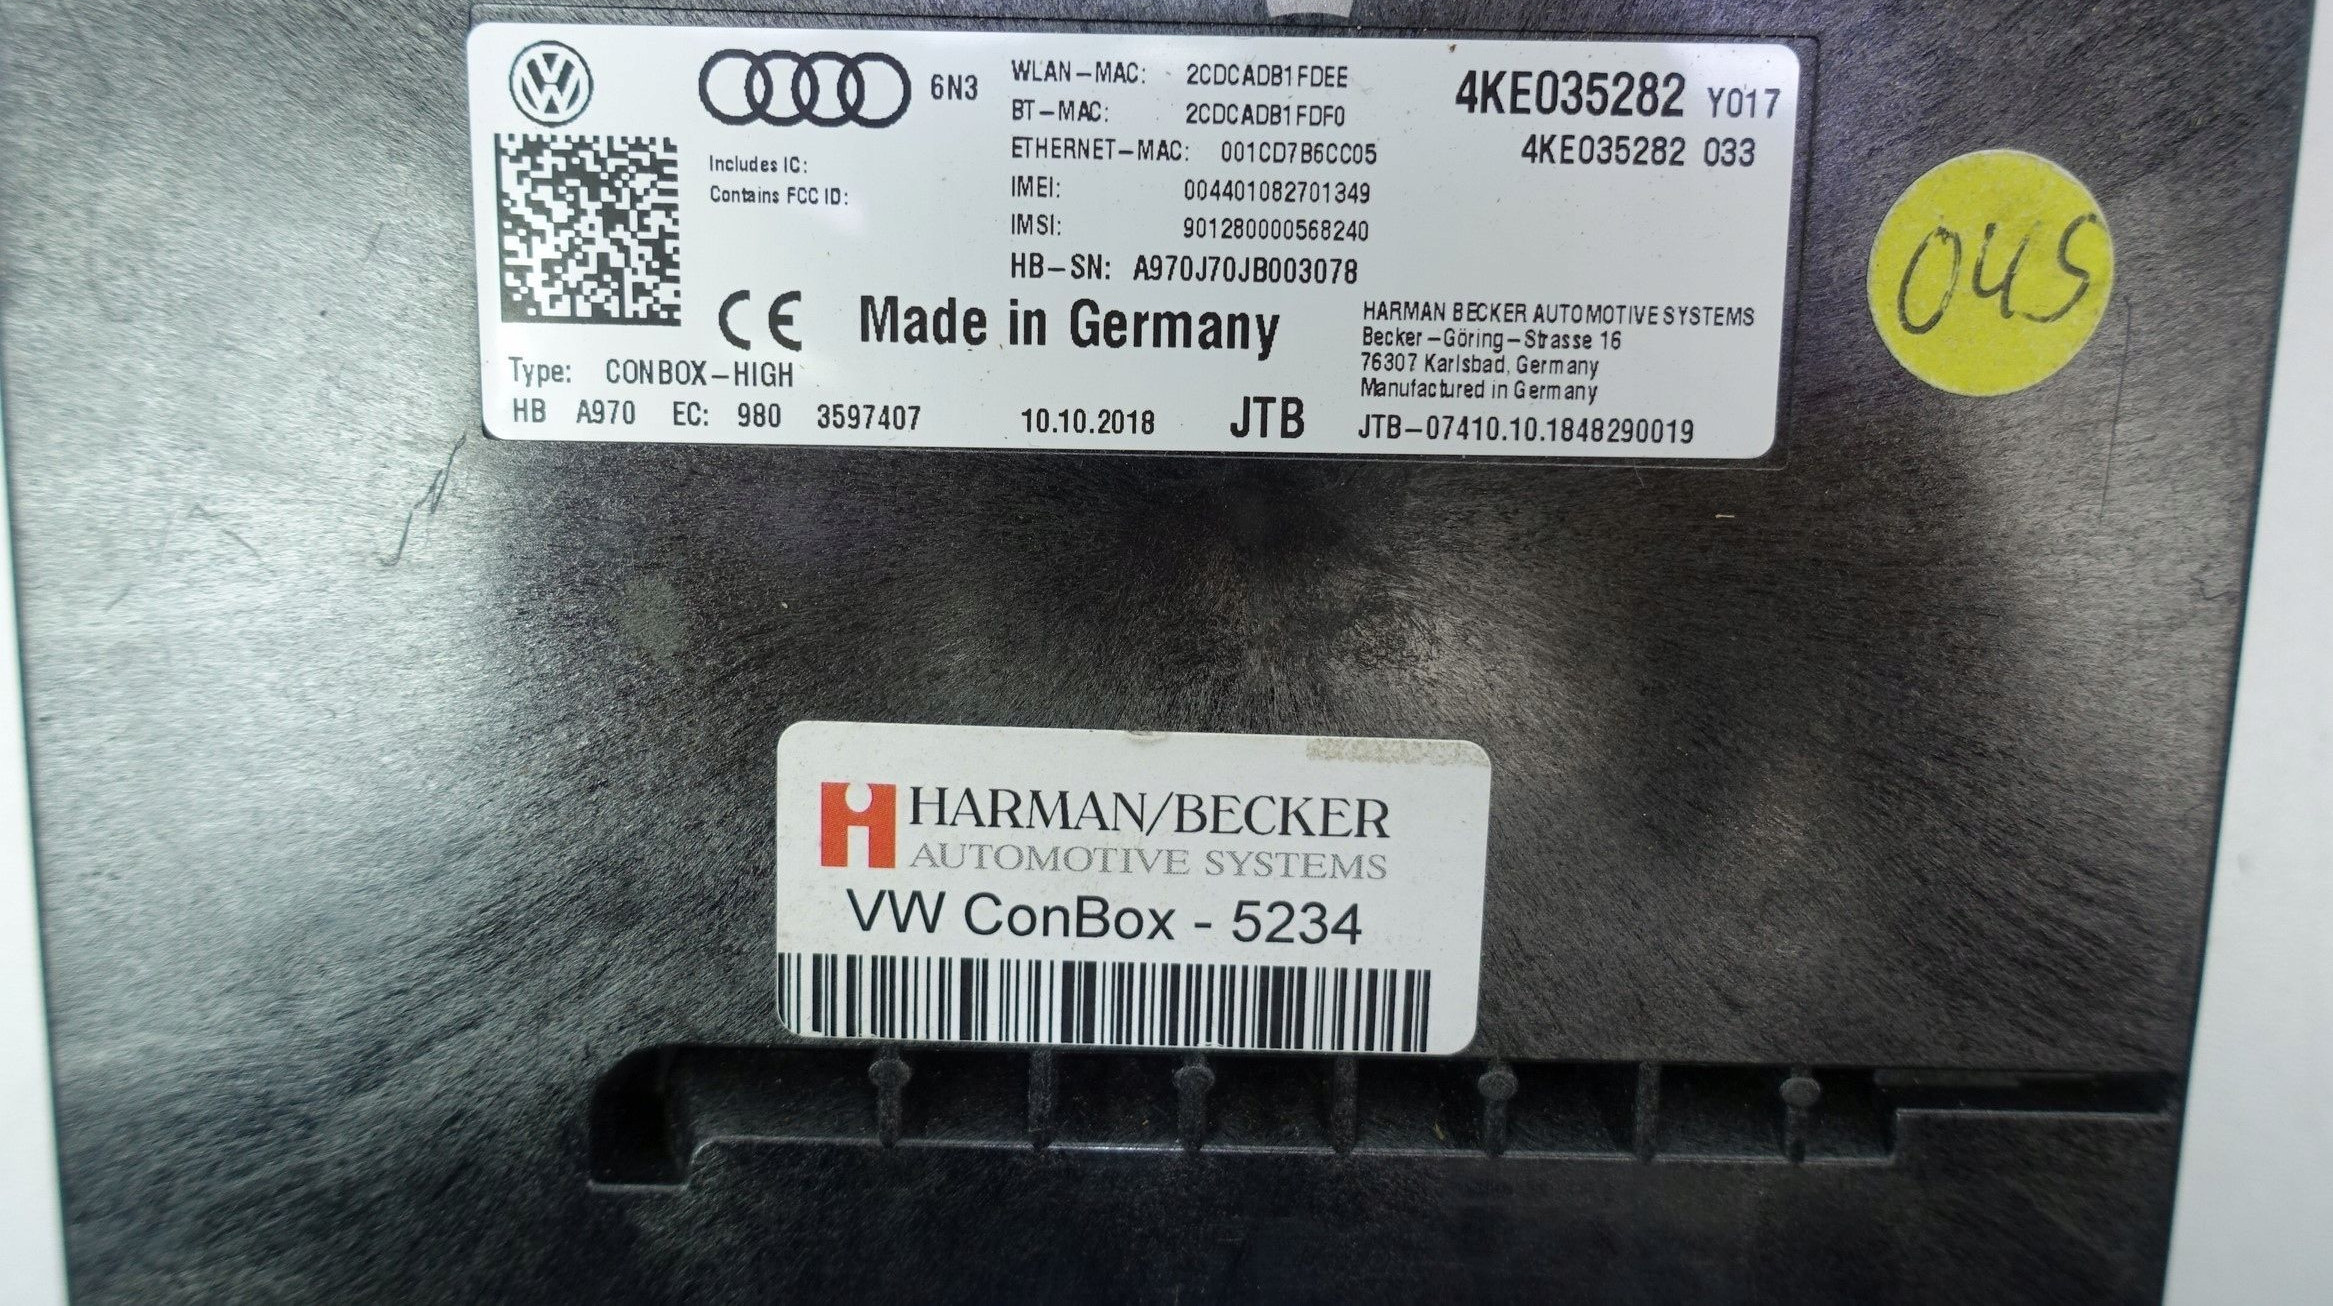 6N3
Includes IC:
Contains FCC ID:
WLAN-MAC: 2CDCADB1FDEE
BT-MAC: 2CDCADB1FDF0
ETHERNET-MAC: 001CD7B6CC05
IMEI: 004401082701349
IMSI: 901280000568240
HB-SN: A970J70JB003078
4KE035282 Y017
4KE035282 033
CE Made in Germany
HARMAN BECKER AUTOMOTIVE SYSTEMS
Becker-Göring-Strasse 16
76307 Karlsbad, Germany
Manufactured in Germany
Type: CONBOX-HIGH
HB A970 EC: 980 3597407 10.10.2018 JTB JTB-07410.10.1848290019
045
HARMAN/BECKER
AUTOMOTIVE SYSTEMS
VW ConBox - 5234